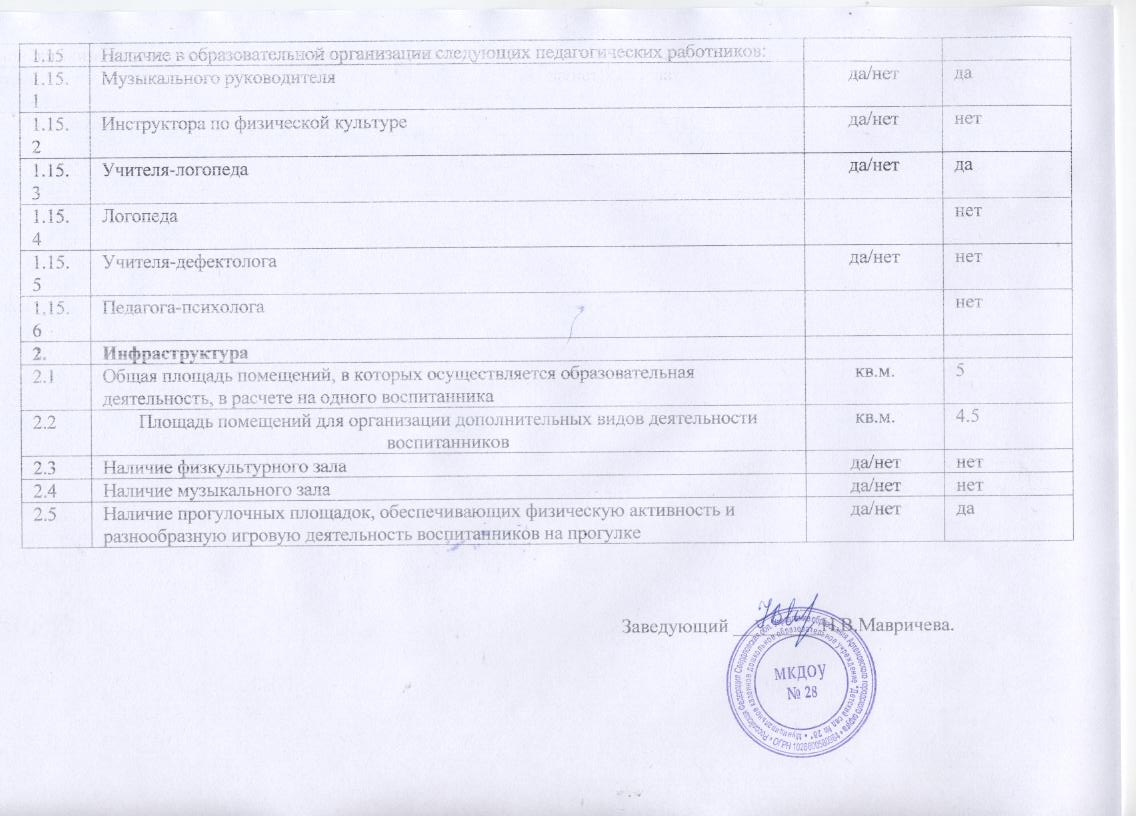 1.15 Наличие в образовательной организации следующих педагогических работников:
1.15. Музыкального руководителя да/нет да
1
1.15. Инструктора по физической культуре да/нет нет
2
1.15. Учителя-логопеда да/нет да
3
1.15. Логопеда нет
4
1.15. Учителя-дефектолога да/нет нет
5
1.15. Педагога-психолога нет
6
2. Инфраструктура
2.1 Общая площадь помещений, в которых осуществляется образовательная кв.м. 5
деятельность, в расчете на одного воспитанника
2.2 Площадь помещений для организации дополнительных видов деятельности кв.м. 4.5
воспитанников
2.3 Наличие физкультурного зала да/нет нет
2.4 Наличие музыкального зала да/нет нет
2.5 Наличие прогулочных площадок, обеспечивающих физическую активность и да/нет да
разнообразную игровую деятельность воспитанников на прогулке
Заведующий Н.В.Мавричева.
МКДОУ
№ 28